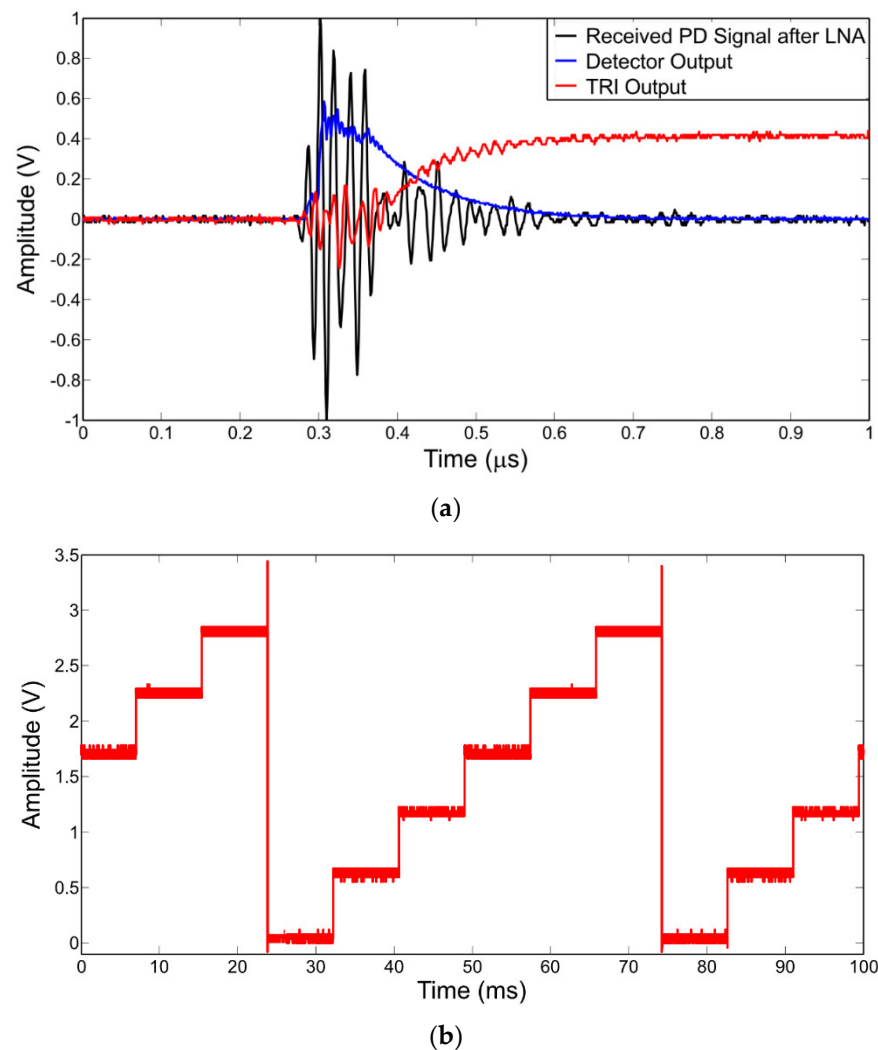 Received PD Signal after LNA
Detector Output
TRI Output
Amplitude (V)
1
0.8
0.6
0.4
0.2
0
-0.2
-0.4
-0.6
-0.8
-1
0 0.1 0.2 0.3 0.4 0.5 0.6 0.7 0.8 0.9 1
Time (μs)
(a)
Amplitude (V)
3.5
3
2.5
2
1.5
1
0.5
0
0 10 20 30 40 50 60 70 80 90 100
Time (ms)
(b)